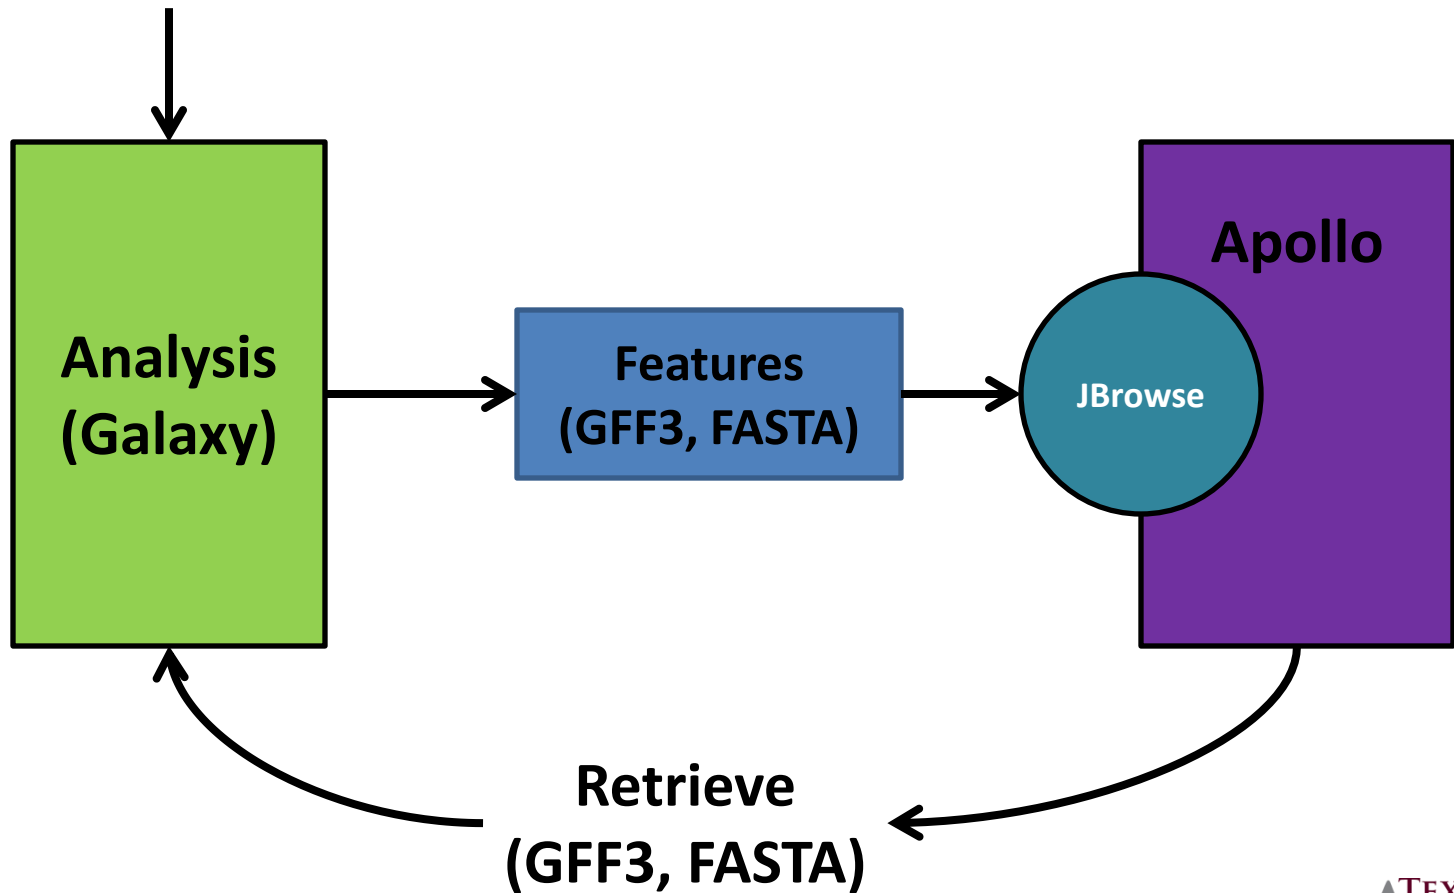 Apollo
Analysis
(Galaxy)
Features
(GFF3, FASTA)
JBrowse
Retrieve
(GFF3, FASTA)